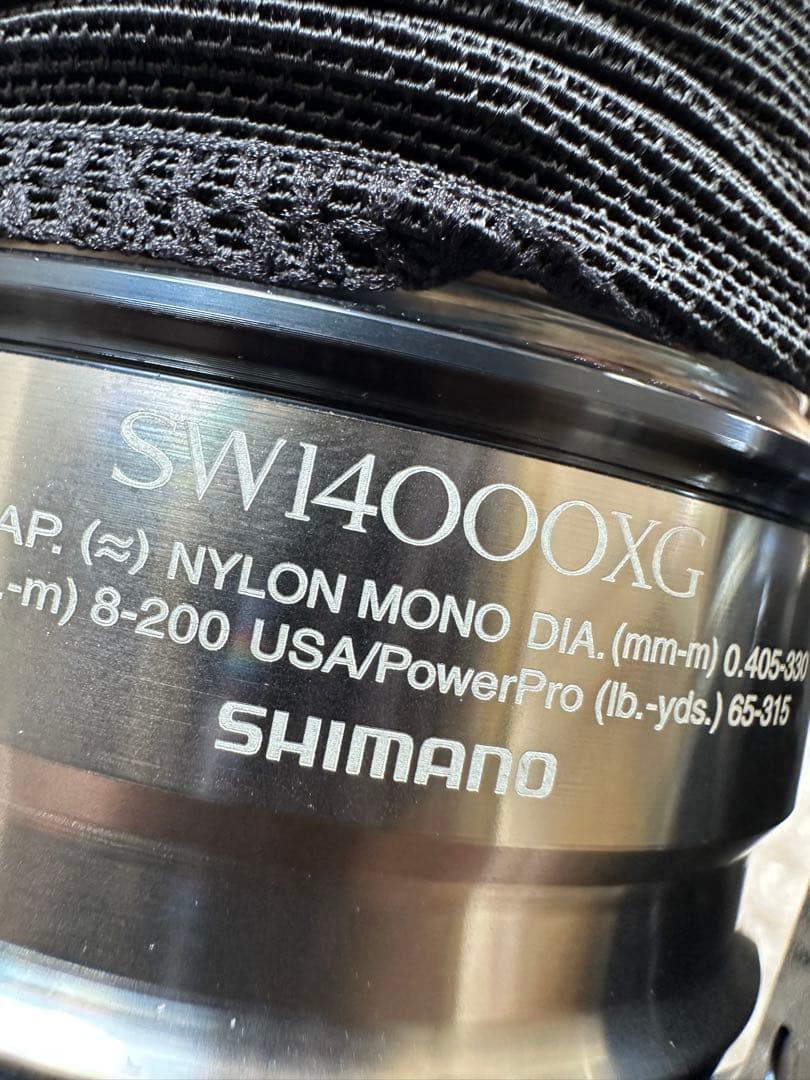 SW14000XG
AP. (≈) NYLON MONO DIA. (mm-m) 0.405-330
.-m) 8-200 USA/PowerPro (lb.-yds.) 65-315
SHIMANO